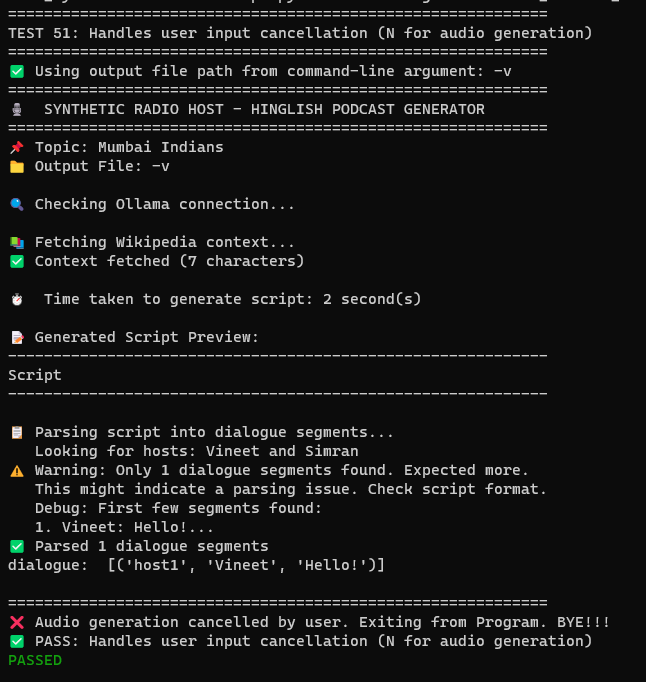 ============================================================
TEST 51: Handles user input cancellation (N for audio generation)
============================================================
✅ Using output file path from command-line argument: -v
============================================================
🎙️ SYNTHETIC RADIO HOST - HINGLISH PODCAST GENERATOR
============================================================
📌 Topic: Mumbai Indians
📁 Output File: -v
🔍 Checking Ollama connection...
📚 Fetching Wikipedia context...
✅ Context fetched (7 characters)
⏱️ Time taken to generate script: 2 second(s)
📝 Generated Script Preview:
------------------------------------------------------------
Script
------------------------------------------------------------
📋 Parsing script into dialogue segments...
Looking for hosts: Vineet and Simran
⚠️ Warning: Only 1 dialogue segments found. Expected more.
This might indicate a parsing issue. Check script format.
Debug: First few segments found:
1. Vineet: Hello!...
✅ Parsed 1 dialogue segments
dialogue:  [('host1', 'Vineet', 'Hello!')]
============================================================
❌ Audio generation cancelled by user. Exiting from Program. BYE!!!
✅ PASS: Handles user input cancellation (N for audio generation)
PASSED